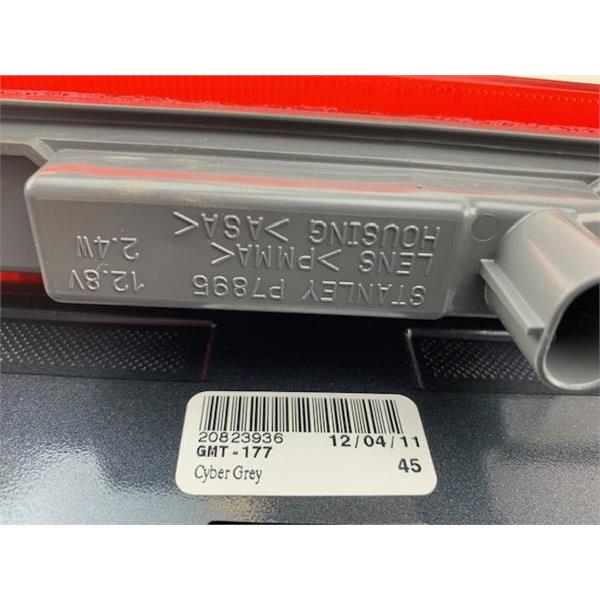 STANLEY P7895
LENS >PMMA<
HOUSING >ASA<
12.8V
2.4W
20823936 12/04/11
GMT-177
Cyber Grey 45